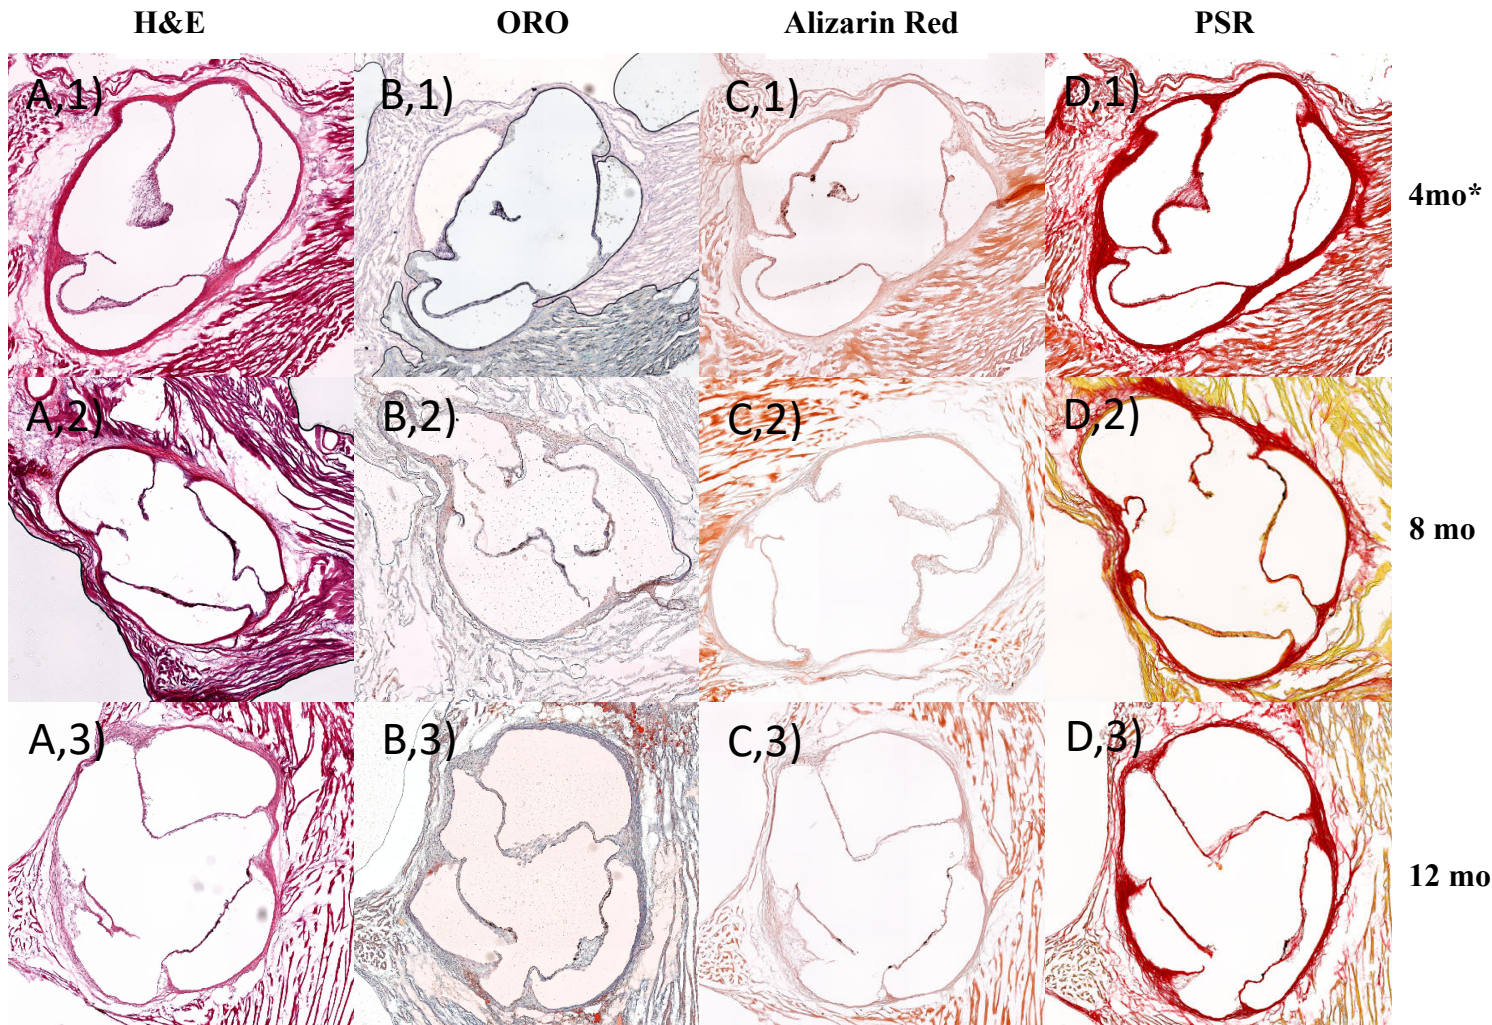 H&E ORO Alizarin Red PSR
A,1) B,1) C,1) D,1)
4mo*
A,2) B,2) C,2) D,2)
8 mo
A,3) B,3) C,3) D,3)
12 mo